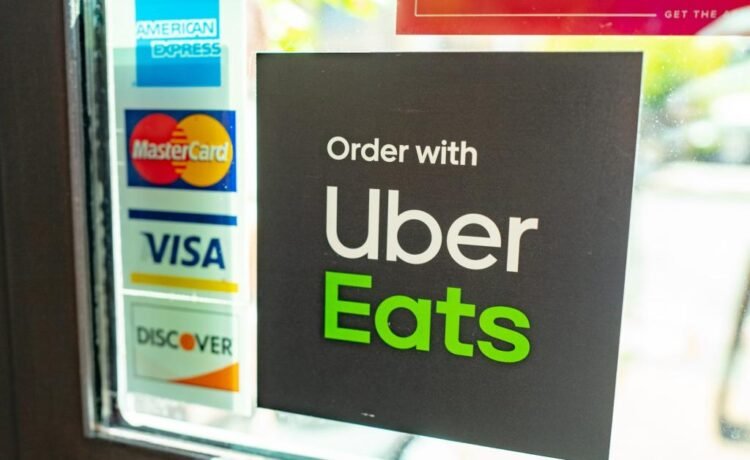 AMERICAN
EXPRESS
MasterCard
VISA
DISCOVER
GET THE
Order with
Uber
Eats